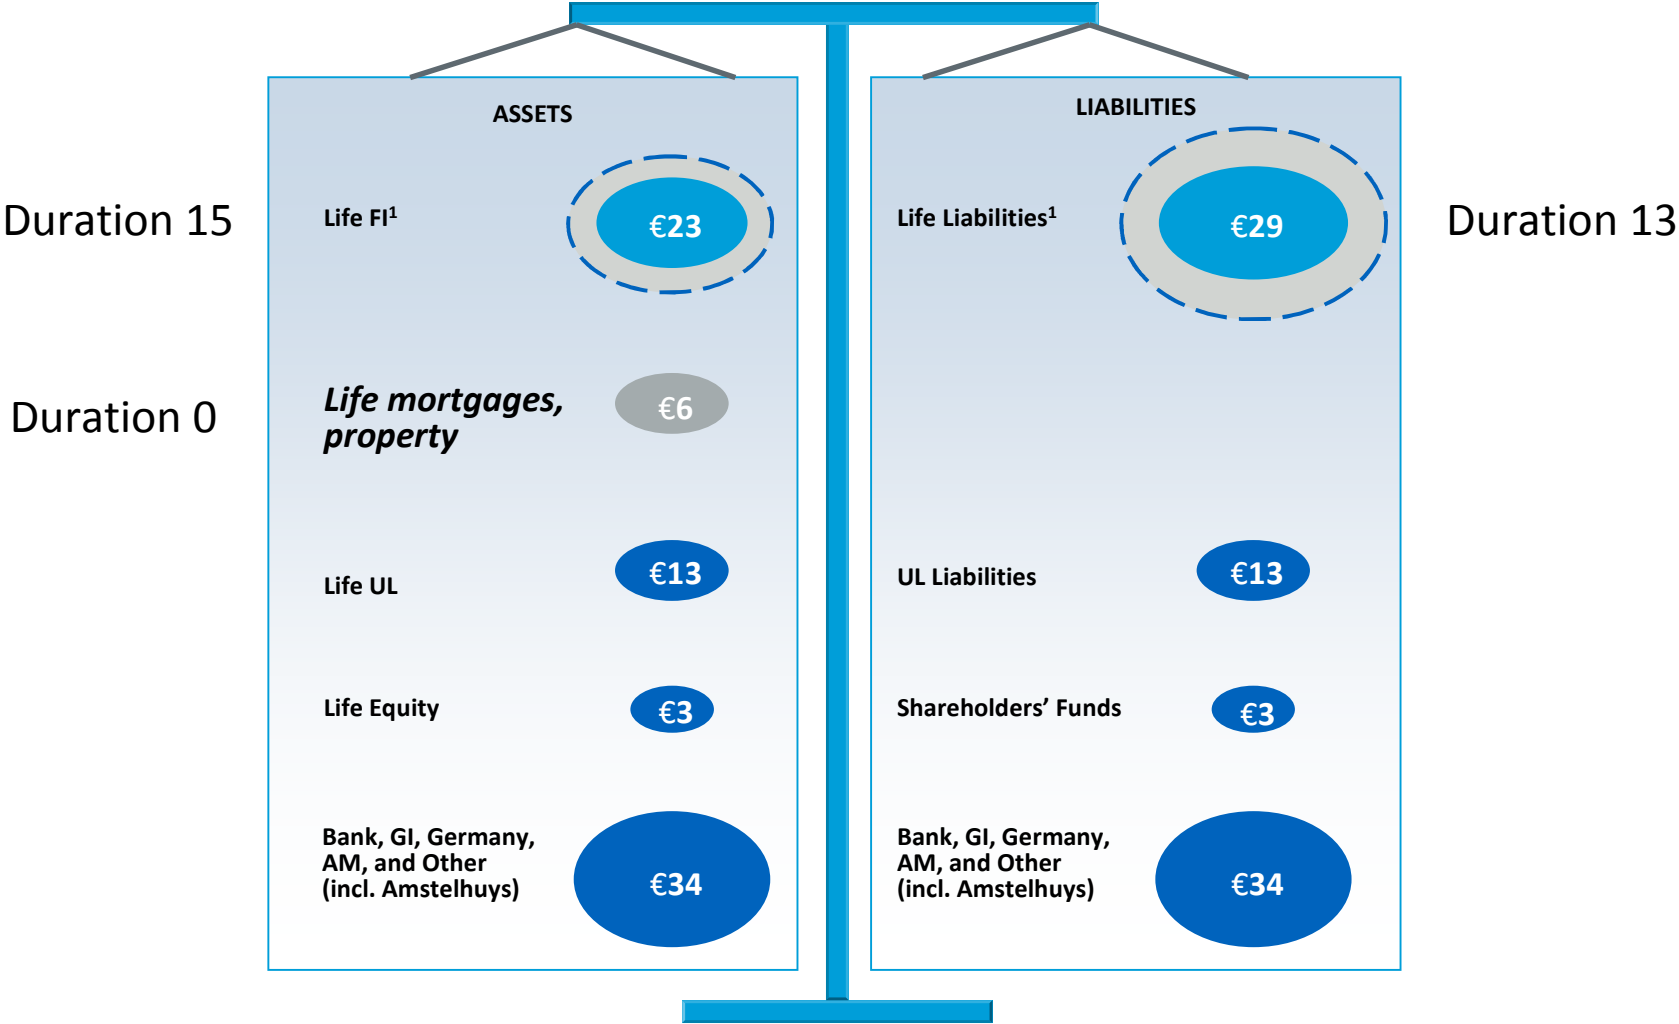 ASSETS
Duration 15
Life FI¹
€23
Duration 0
Life mortgages,
property
€6
Life UL
€13
Life Equity
€3
Bank, GI, Germany,
AM, and Other
(incl. Amstelhuys)
€34
LIABILITIES
Life Liabilities¹
€29
Duration 13
UL Liabilities
€13
Shareholders’ Funds
€3
Bank, GI, Germany,
AM, and Other
(incl. Amstelhuys)
€34